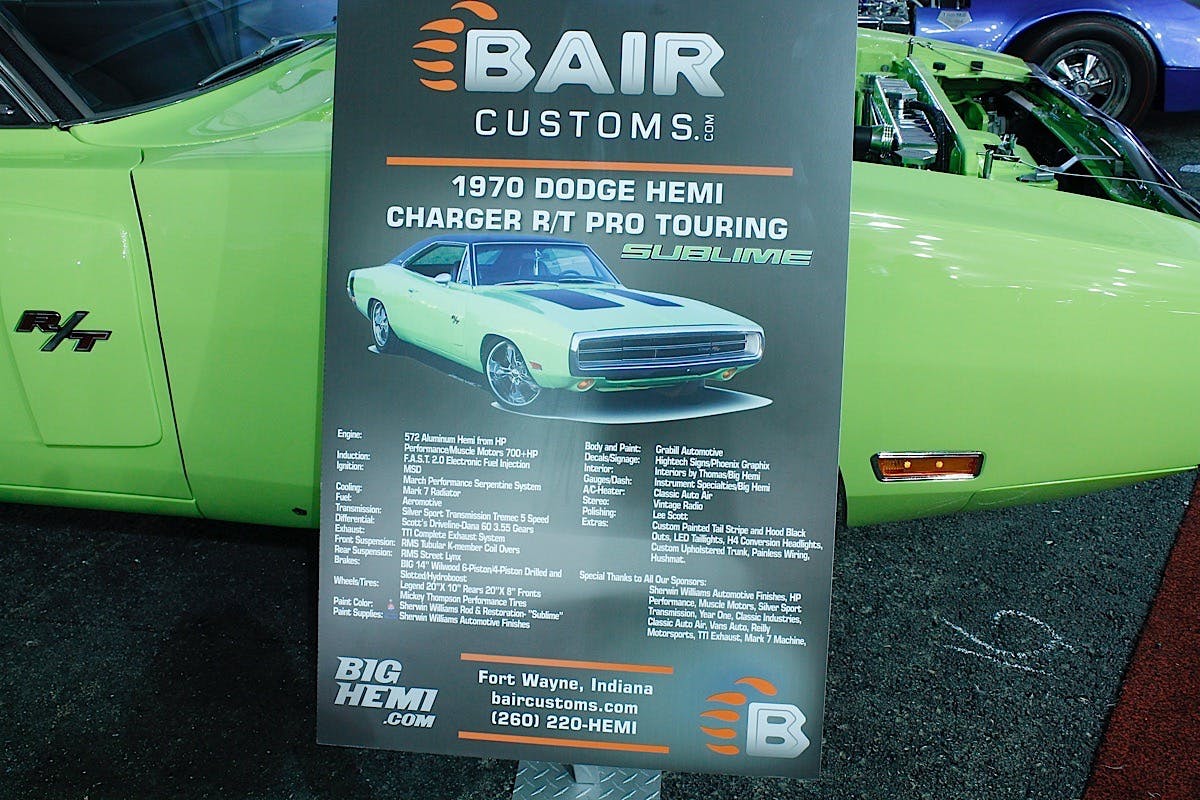 BAIR
CUSTOMS.COM
1970 DODGE HEMI
CHARGER R/T PRO TOURING
SUBLIME
R/T
Engine: 572 Aluminum Hemi from HP
Performance/Muscle Motors 700+HP
Induction: F.A.S.T. 2.0 Electronic Fuel Injection
Ignition: MSD
March Performance Serpentine System
Cooling: Mark 7 Radiator
Fuel: Aeromotive
Transmission: Silver Sport Transmission Tremec 5 Speed
Differential: Scott's Driveline-Dana 60 3.55 Gears
Exhaust: TTI Complete Exhaust System
Front Suspension: RMS Tubular K-member Coil Overs
Rear Suspension: RMS Street Lynx
Brakes: BIG 14" Wilwood 6-Piston/4-Piston Drilled and
Slotted/Hydroboost
Wheels/Tires: Legend 20"X 10" Rears 20"X 8" Fronts
Mickey Thompson Performance Tires
Paint Color: Sherwin Williams Rod & Restoration- "Sublime"
Paint Supplies: Sherwin Williams Automotive Finishes
Body and Paint: Grabill Automotive
Decals/Signage: Hightech Signs/Phoenix Graphix
Interior: Interiors by Thomas/Big Hemi
Gauges/Dash: Instrument Specialties/Big Hemi
A/C-Heater: Classic Auto Air
Stereo: Vintage Radio
Polishing: Lee Scott
Extras: Custom Painted Tail Stripe and Hood Black
Outs, LED Taillights, H4 Conversion Headlights,
Custom Upholstered Trunk, Painless Wiring,
Hushmat.
Special Thanks to All Our Sponsors:
Sherwin Williams Automotive Finishes, HP
Performance, Muscle Motors, Silver Sport
Transmission, Year One, Classic Industries,
Classic Auto Air, Vans Auto, Reilly
Motorsports, TTI Exhaust, Mark 7 Machine,
BIG
HEMI
.COM
Fort Wayne, Indiana
baircustoms.com
(260) 220-HEMI
B